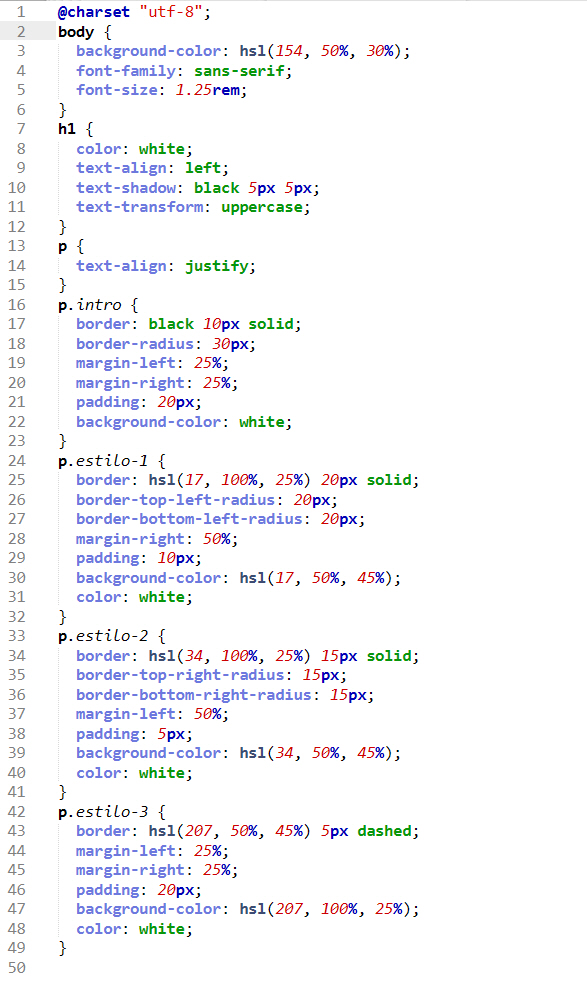 1 @charset "utf-8";
2 body {
3   background-color: hsl(154, 50%, 30%);
4   font-family: sans-serif;
5   font-size: 1.25rem;
6 }
7 h1 {
8   color: white;
9   text-align: left;
10   text-shadow: black 5px 5px;
11   text-transform: uppercase;
12 }
13 p {
14   text-align: justify;
15 }
16 p.intro {
17   border: black 10px solid;
18   border-radius: 30px;
19   margin-left: 25%;
20   margin-right: 25%;
21   padding: 20px;
22   background-color: white;
23 }
24 p.estilo-1 {
25   border: hsl(17, 100%, 25%) 20px solid;
26   border-top-left-radius: 20px;
27   border-bottom-left-radius: 20px;
28   margin-right: 50%;
29   padding: 10px;
30   background-color: hsl(17, 50%, 45%);
31   color: white;
32 }
33 p.estilo-2 {
34   border: hsl(34, 100%, 25%) 15px solid;
35   border-top-right-radius: 15px;
36   border-bottom-right-radius: 15px;
37   margin-left: 50%;
38   padding: 5px;
39   background-color: hsl(34, 50%, 45%);
40   color: white;
41 }
42 p.estilo-3 {
43   border: hsl(207, 50%, 45%) 5px dashed;
44   margin-left: 25%;
45   margin-right: 25%;
46   padding: 20px;
47   background-color: hsl(207, 100%, 25%);
48   color: white;
49 }
50